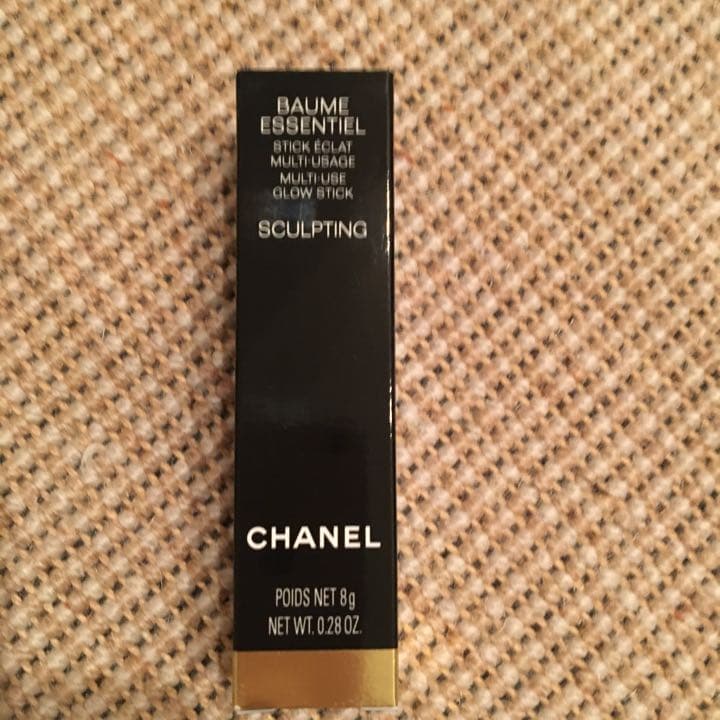 BAUME
ESSENTIEL
STICK ÉCLAT
MULTI-USAGE
MULTI-USE
GLOW STICK
SCULPTING
CHANEL
POIDS NET 8g
NET WT. 0.28 OZ.